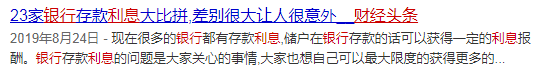 23家银行存款利息大比拼,差别很大让人很意外__财经头条
2019年8月24日 - 现在很多的银行都有存款利息,储户在银行存款的话可以获得一定的利息报
酬。银行存款利息的问题是大家关心的事情,大家也想自己可以最大限度的获得更多的...